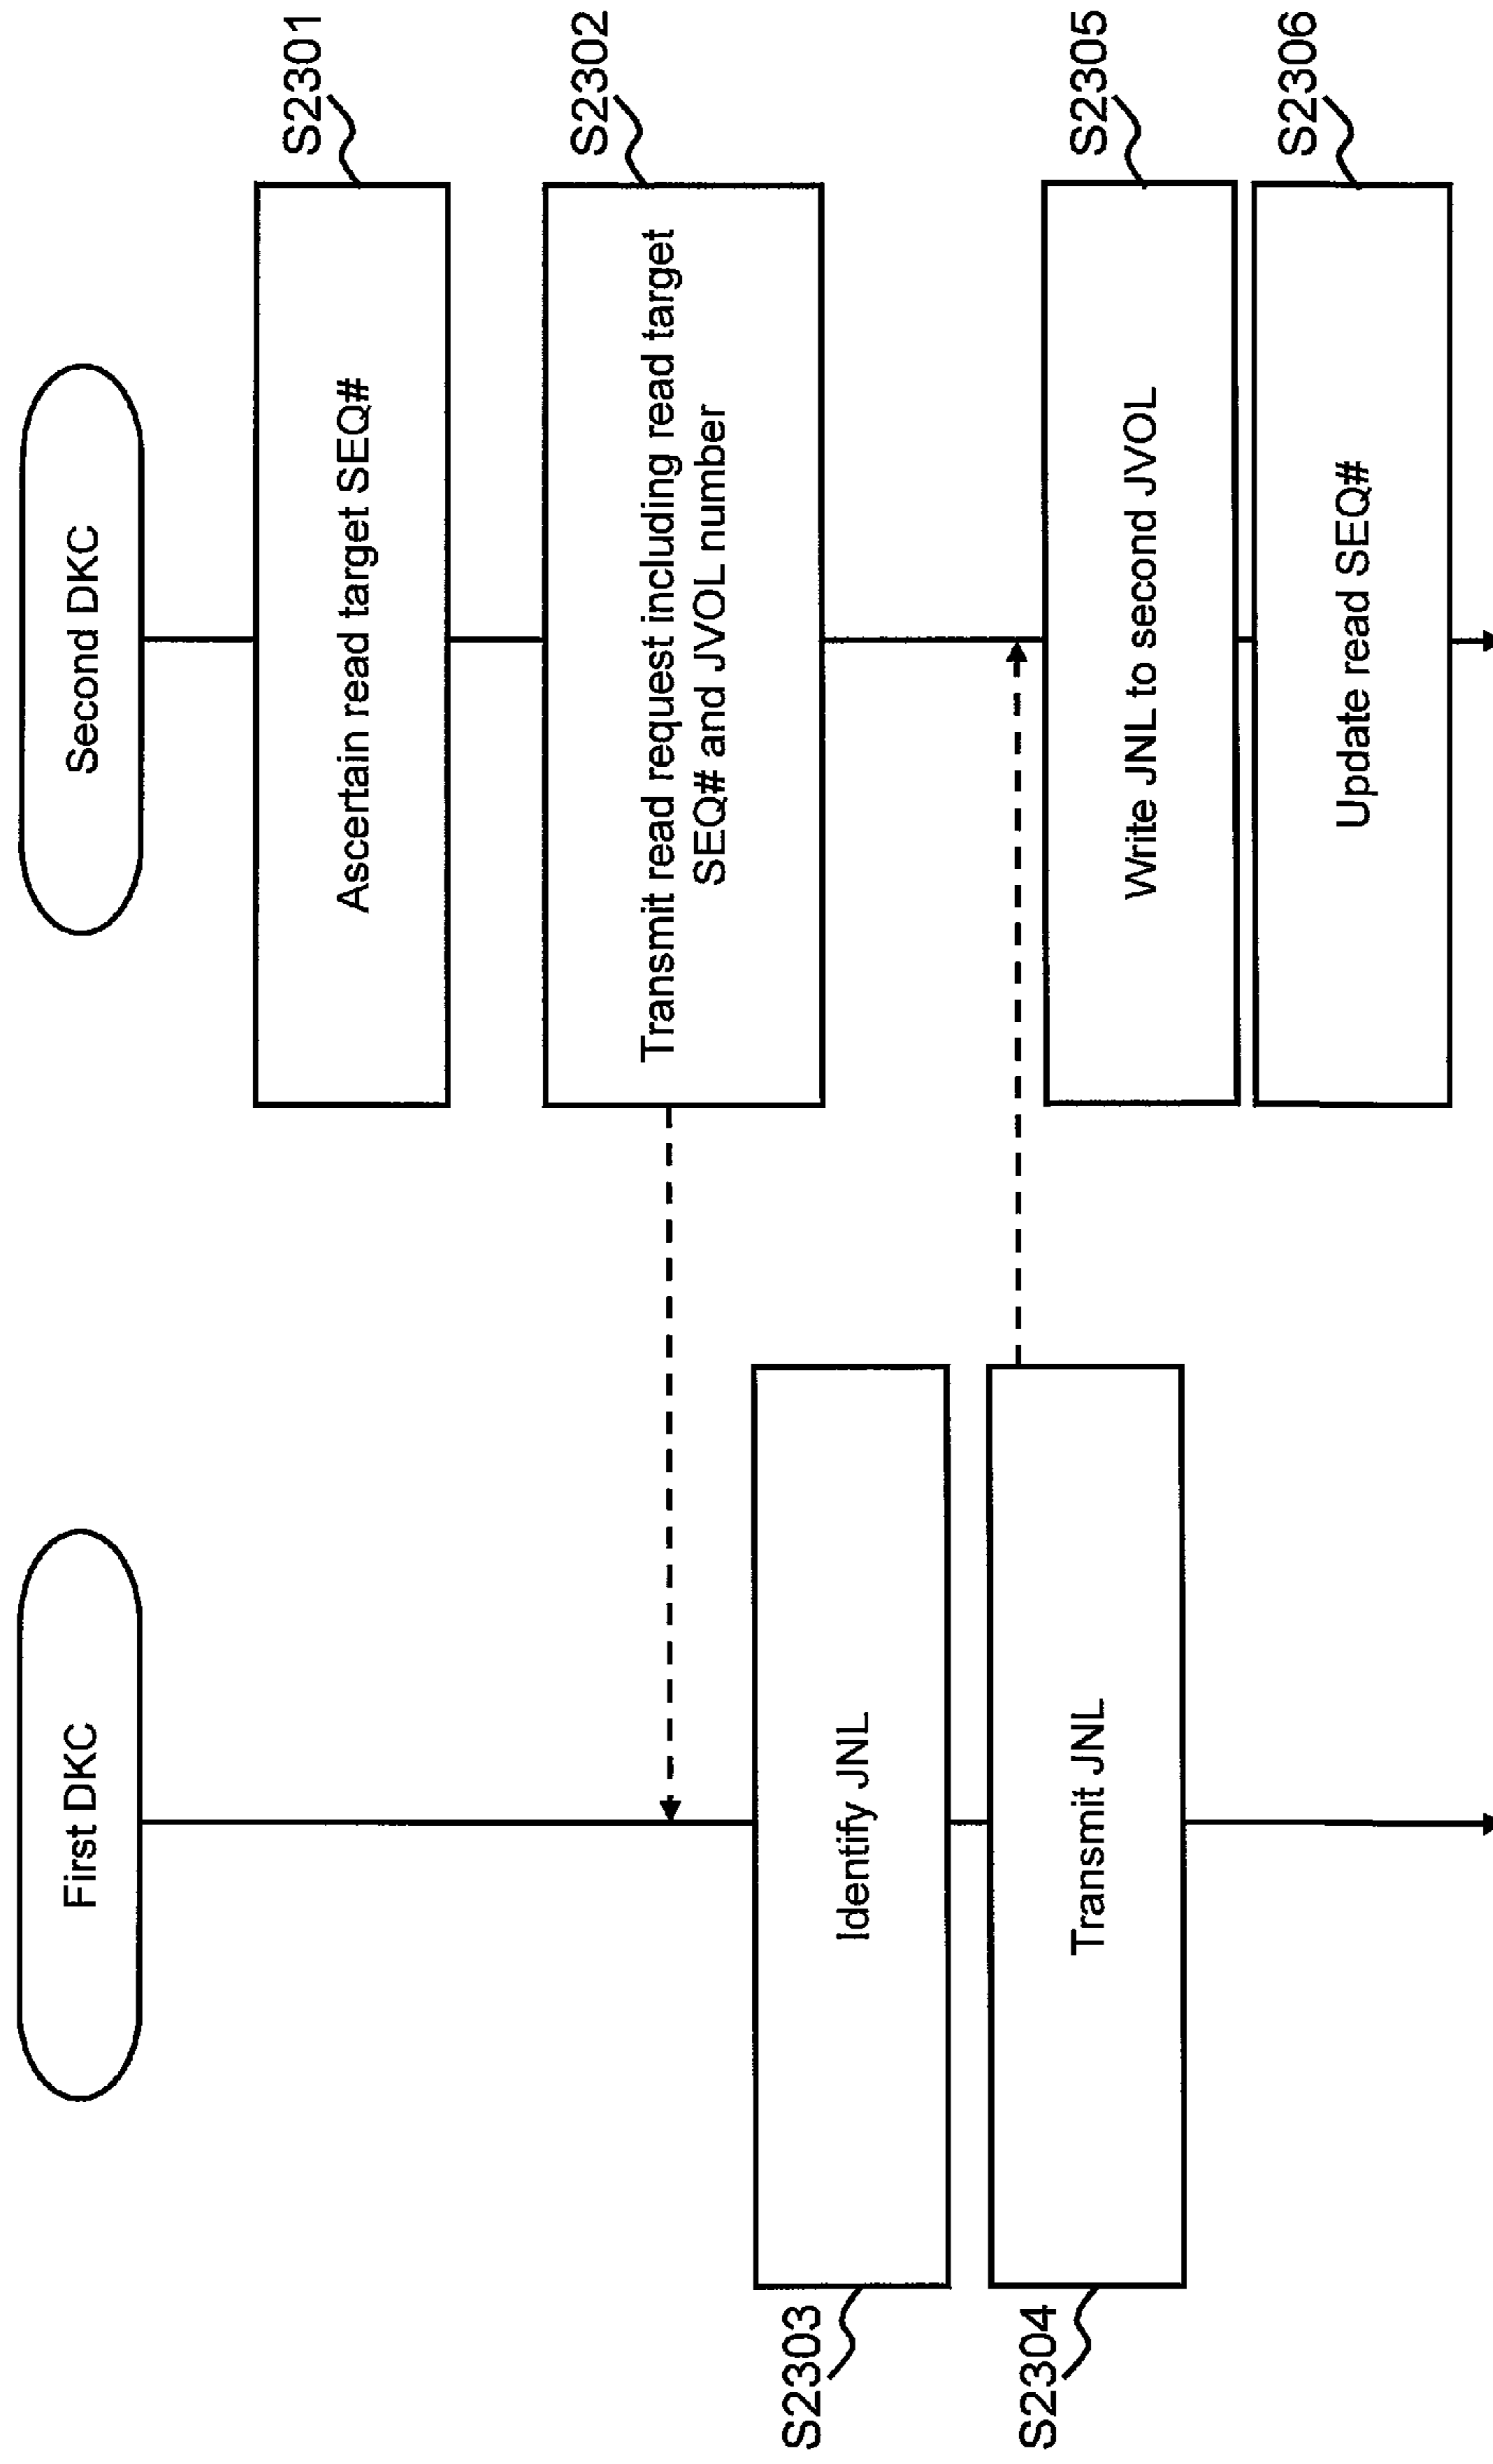 First DKC
Second DKC
Ascertain read target SEQ#
S2301
Transmit read request including read target
SEQ# and JVOL number
S2302
S2303
Identify JNL
S2304
Transmit JNL
Write JNL to second JVOL
S2305
Update read SEQ#
S2306